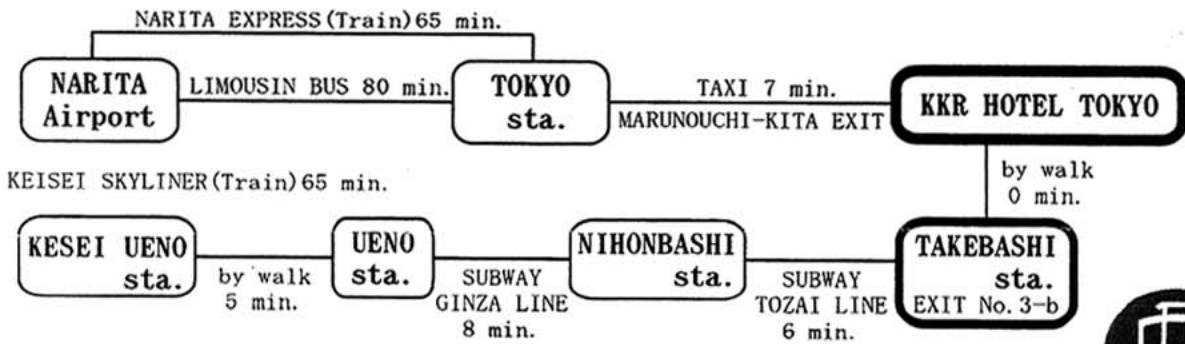 NARITA EXPRESS(Train)65 min.
NARITA
Airport
LIMOUSIN BUS 80 min.
TOKYO
sta.
TAXI 7 min.
MARUNOUCHI-KITA EXIT
KKR HOTEL TOKYO
by walk
0 min.
KEISEI SKYLINER(Train)65 min.
KESEI UENO
sta.
by walk
5 min.
UENO
sta.
SUBWAY
GINZA LINE
8 min.
NIHONBASHI
sta.
SUBWAY
TOZAI LINE
6 min.
TAKEBASHI
sta.
EXIT No.3-b